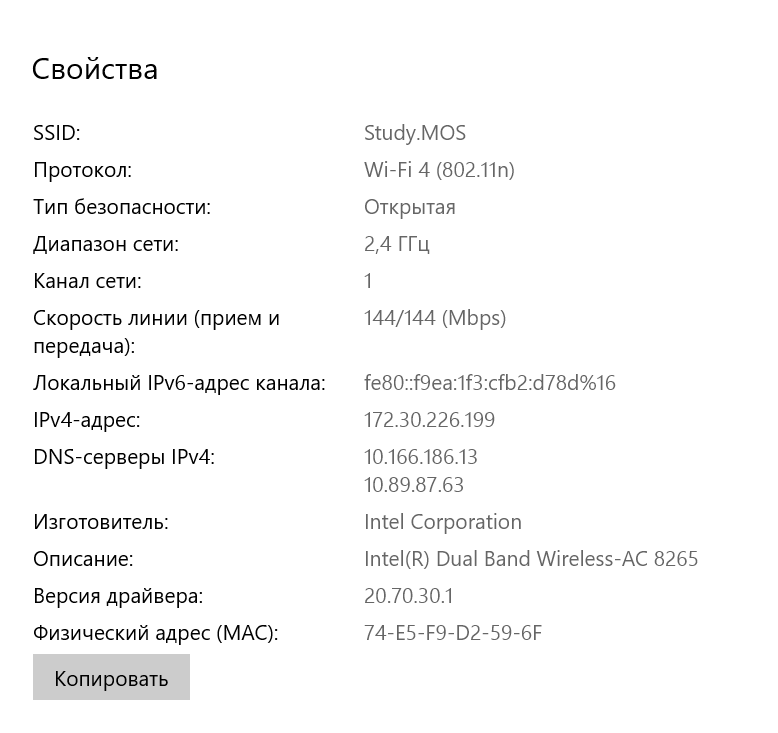 Свойства
SSID: Study.MOS
Протокол: Wi-Fi 4 (802.11n)
Тип безопасности: Открытая
Диапазон сети: 2,4 ГГц
Канал сети: 1
Скорость линии (прием и 144/144 (Mbps)
передача):
Локальный IPv6-адрес канала: fe80::f9ea:1f3:cfb2:d78d%16
IPv4-адрес: 172.30.226.199
DNS-серверы IPv4: 10.166.186.13
10.89.87.63
Изготовитель: Intel Corporation
Описание: Intel(R) Dual Band Wireless-AC 8265
Версия драйвера: 20.70.30.1
Физический адрес (MAC): 74-E5-F9-D2-59-6F
Копировать